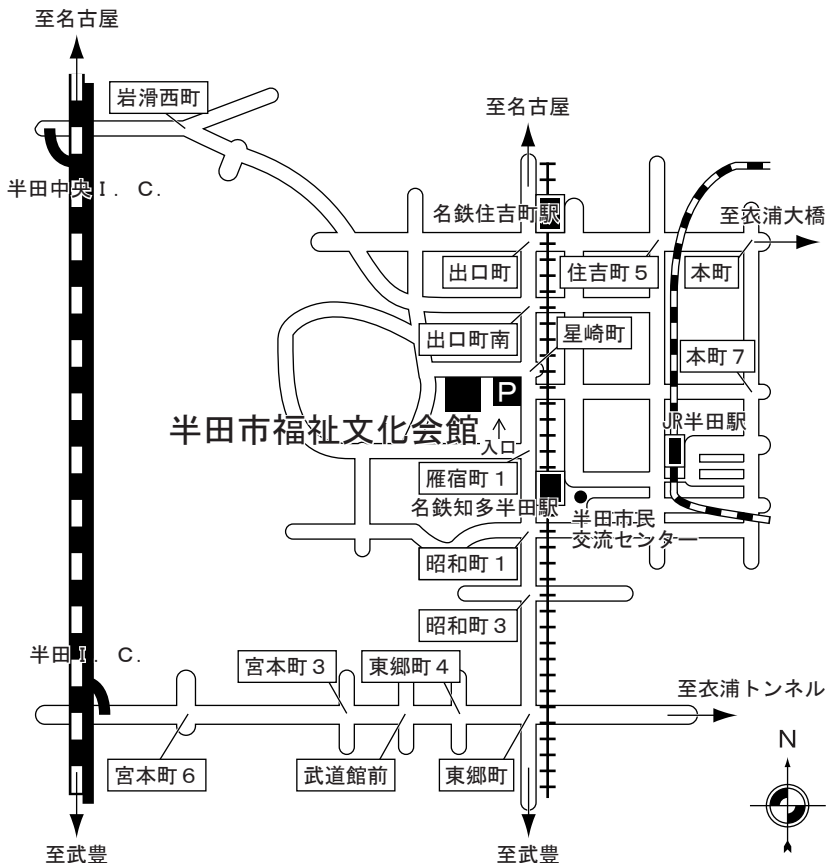 至名古屋
岩滑西町
至名古屋
半田中央Ｉ．Ｃ．
名鉄住吉町駅
至衣浦大橋
出口町
住吉町５
本町
出口町南
星崎町
本町７
P
半田市福祉文化会館
入口
JR半田駅
雁宿町１
名鉄知多半田駅
半田市民
交流センター
昭和町１
昭和町３
半田Ｉ．Ｃ．
宮本町３
東郷町４
至衣浦トンネル
宮本町６
武道館前
東郷町
N
至武豊
至武豊